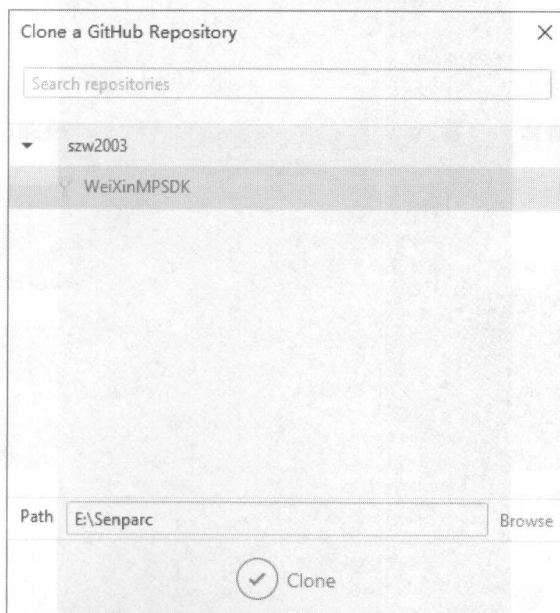 Clone a GitHub Repository
Search repositories
szw2003
WeiXinMPSDK
Path E:\Senparc Browse
Clone